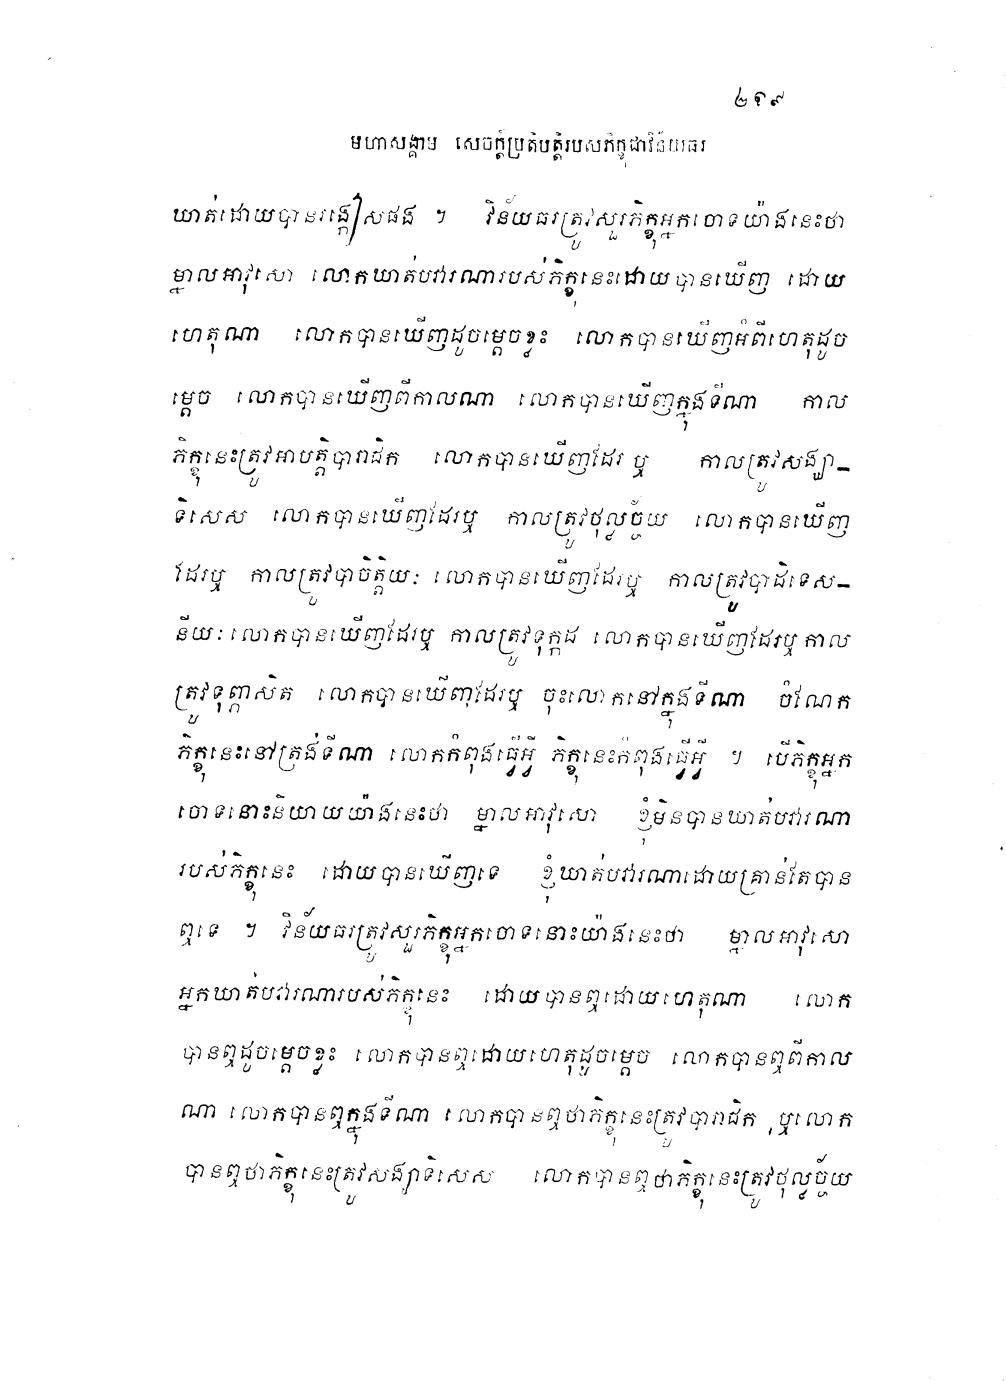 ២១៩
មហាសង្គាម សេចក្ដីប្រតិបត្តិរបស់ភិក្ខុជាវិន័យធរ
ឃាត់ដោយបានរង្កៀសផង ។ វិន័យធរត្រូវសួរភិក្ខុអ្នកចោទយ៉ាងនេះថា
ម្នាលអាវុសោ លោកឃាត់បវារណារបស់ភិក្ខុនេះដោយបានឃើញ ដោយ
ហេតុណា លោកបានឃើញដូចម្ដេចខ្លះ លោកបានឃើញអំពីហេតុដូច
ម្ដេច លោកបានឃើញពីកាលណា លោកបានឃើញក្នុងទីណា កាល
ភិក្ខុនេះត្រូវអាបត្តិបារាជិក លោកបានឃើញដែរ ឬ កាលត្រូវសង្ឃា-
ទិសេស លោកបានឃើញដែរឬ កាលត្រូវថុល្លច្ច័យ លោកបានឃើញ
ដែរឬ កាលត្រូវបាចិត្តិយៈ លោកបានឃើញដែរឬ កាលត្រូវបាដិទេស-
នីយៈ លោកបានឃើញដែរឬ កាលត្រូវទុក្កដ លោកបានឃើញដែរឬ កាល
ត្រូវទុព្ភាសិត លោកបានឃើញដែរឬ ចុះលោកនៅក្នុងទីណា ចំណែក
ភិក្ខុនេះនៅត្រង់ទីណា លោកកំពុងធ្វើអ្វី ភិក្ខុនេះកំពុងធ្វើអ្វី ។ បើភិក្ខុអ្នក
ចោទនោះនិយាយយ៉ាងនេះថា ម្នាលអាវុសោ ខ្ញុំមិនបានឃាត់បវារណា
របស់ភិក្ខុនេះ ដោយបានឃើញទេ ខ្ញុំឃាត់បវារណាដោយគ្រាន់តែបាន
ឮទេ ។ វិន័យធរត្រូវសួរភិក្ខុអ្នកចោទនោះយ៉ាងនេះថា ម្នាលអាវុសោ
អ្នកឃាត់បវារណារបស់ភិក្ខុនេះ ដោយបានឮដោយហេតុណា លោក
បានឮដូចម្ដេចខ្លះ លោកបានឮដោយហេតុដូចម្ដេច លោកបានឮពីកាល
ណា លោកបានឮក្នុងទីណា លោកបានឮថាភិក្ខុនេះត្រូវបារាជិក ឬលោក
បានឮថាភិក្ខុនេះត្រូវសង្ឃាទិសេស លោកបានឮថាភិក្ខុនេះត្រូវថុល្លច្ច័យ